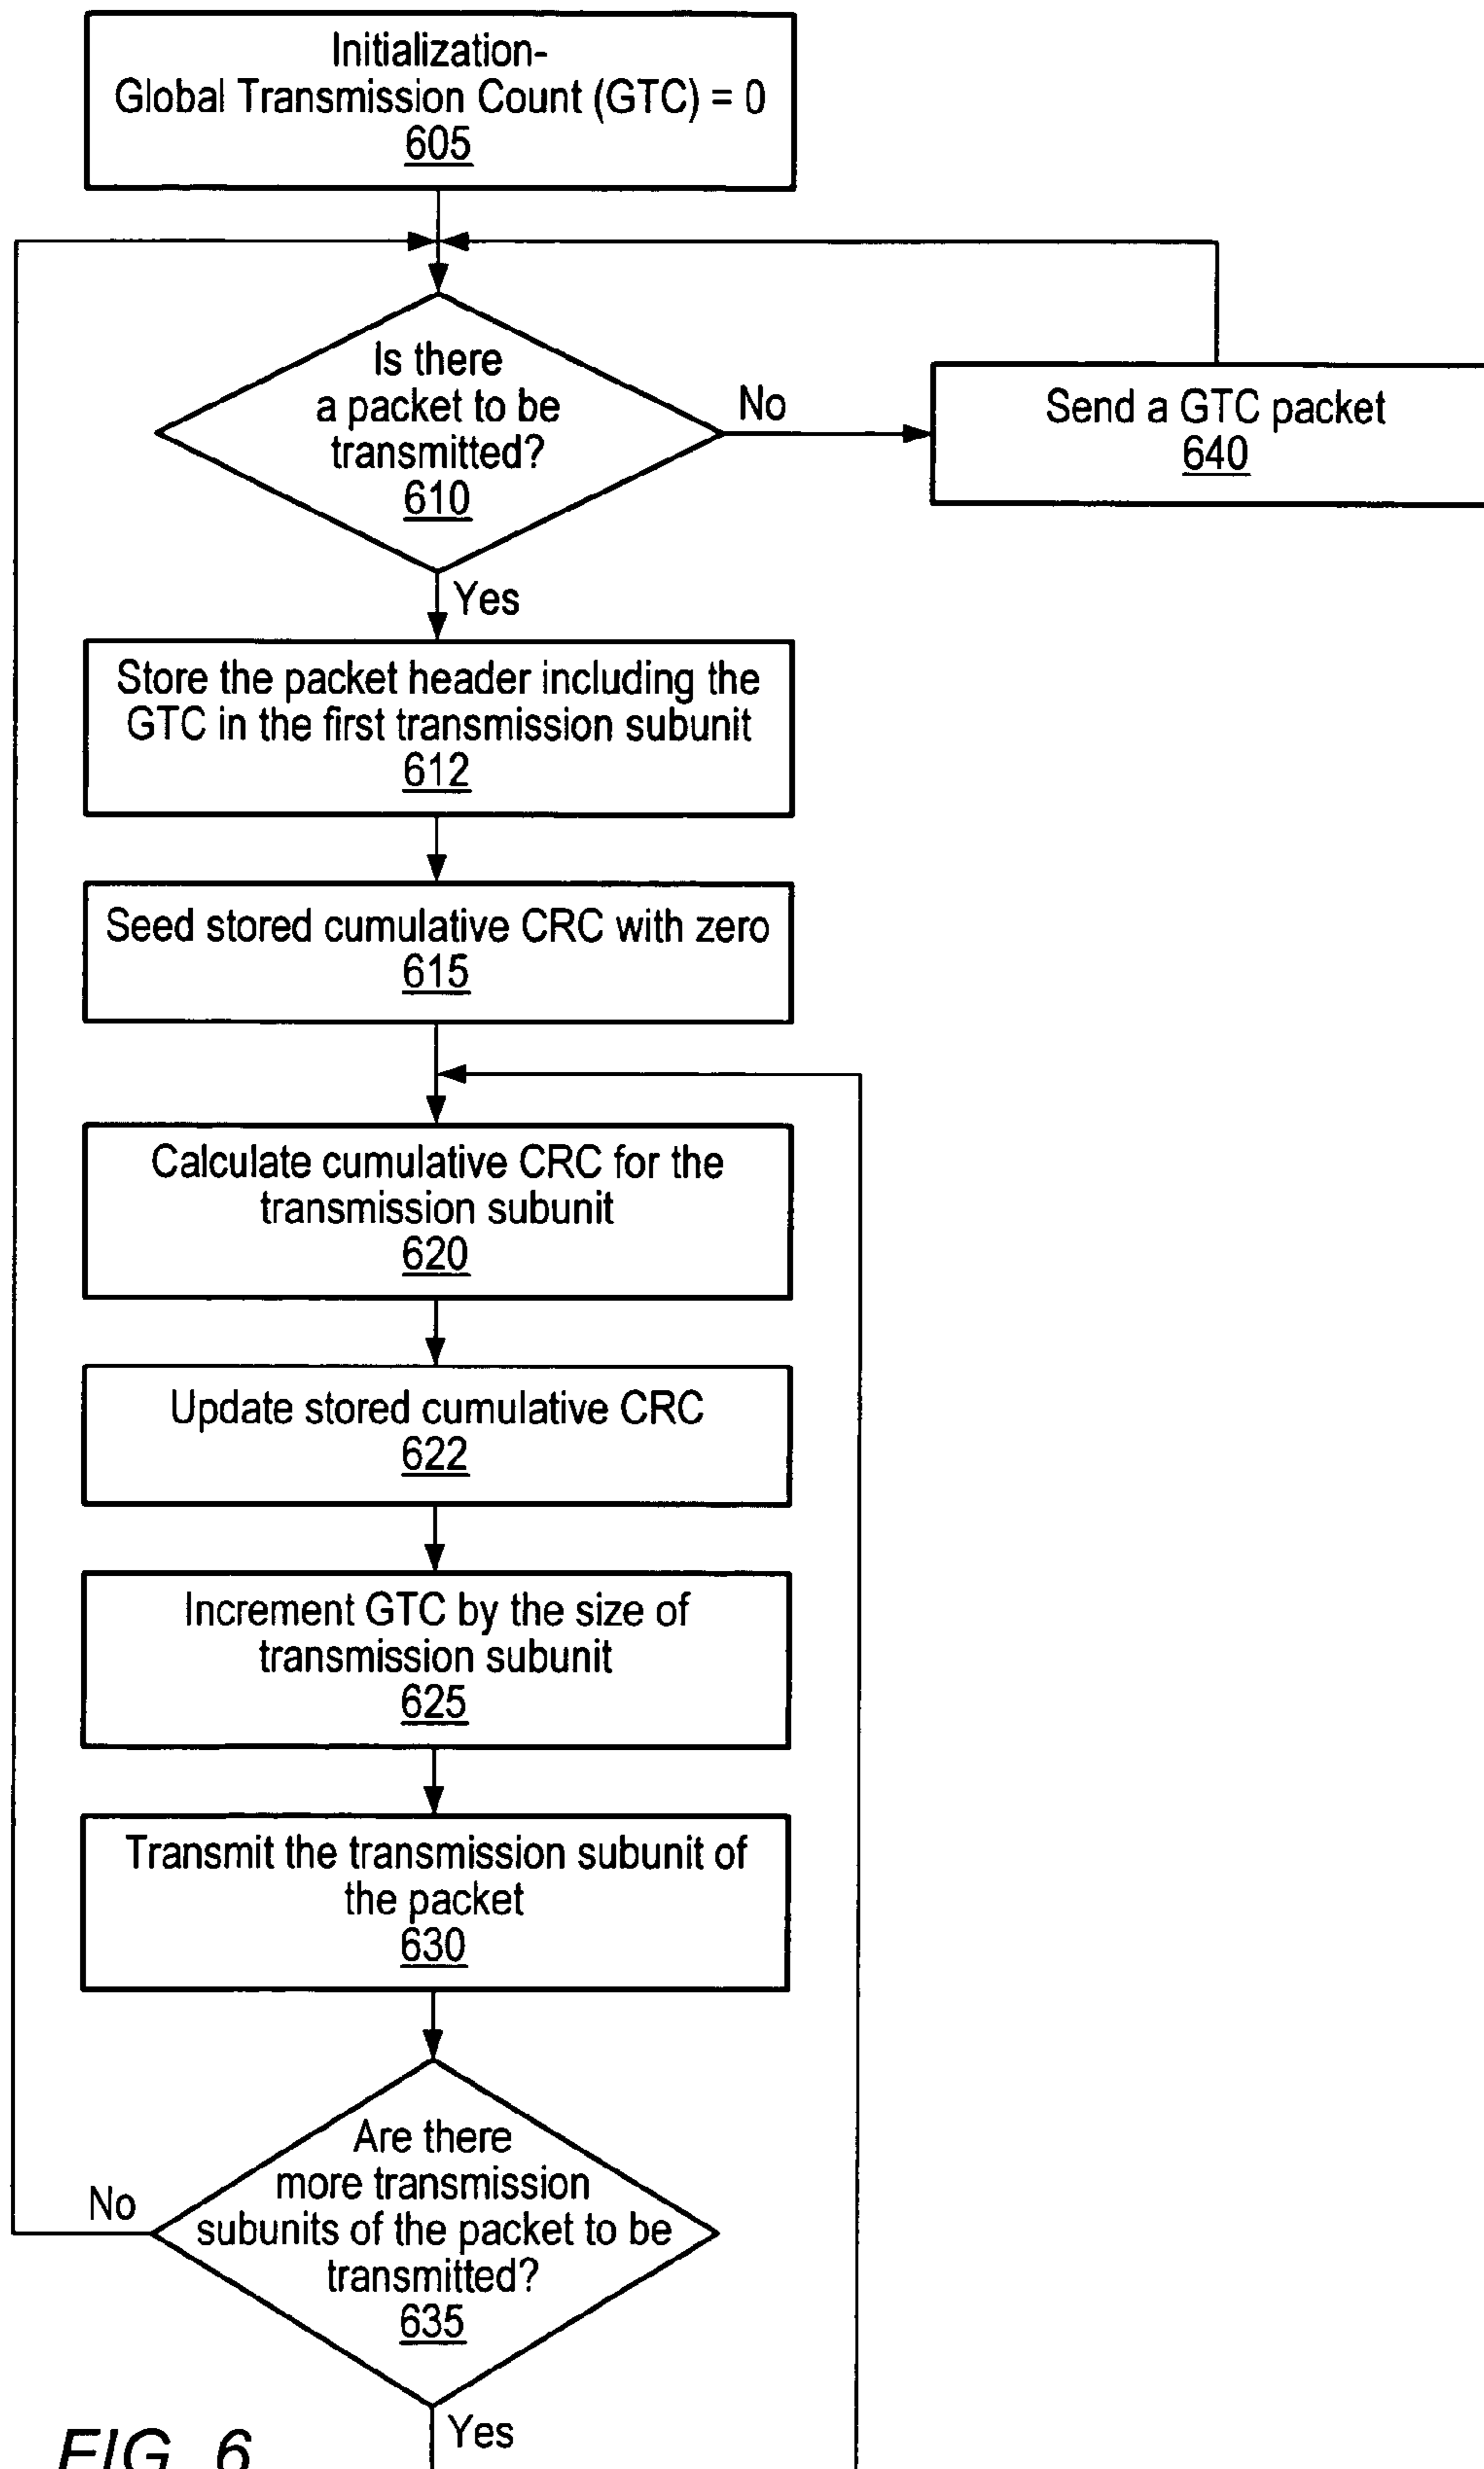 Initialization-
Global Transmission Count (GTC) = 0
605
Is there
a packet to be
transmitted?
610
No
Send a GTC packet
640
Yes
Store the packet header including the
GTC in the first transmission subunit
612
Seed stored cumulative CRC with zero
615
Calculate cumulative CRC for the
transmission subunit
620
Update stored cumulative CRC
622
Increment GTC by the size of
transmission subunit
625
Transmit the transmission subunit of
the packet
630
Are there
more transmission
subunits of the packet to be
transmitted?
635
No
Yes
FIG. 6